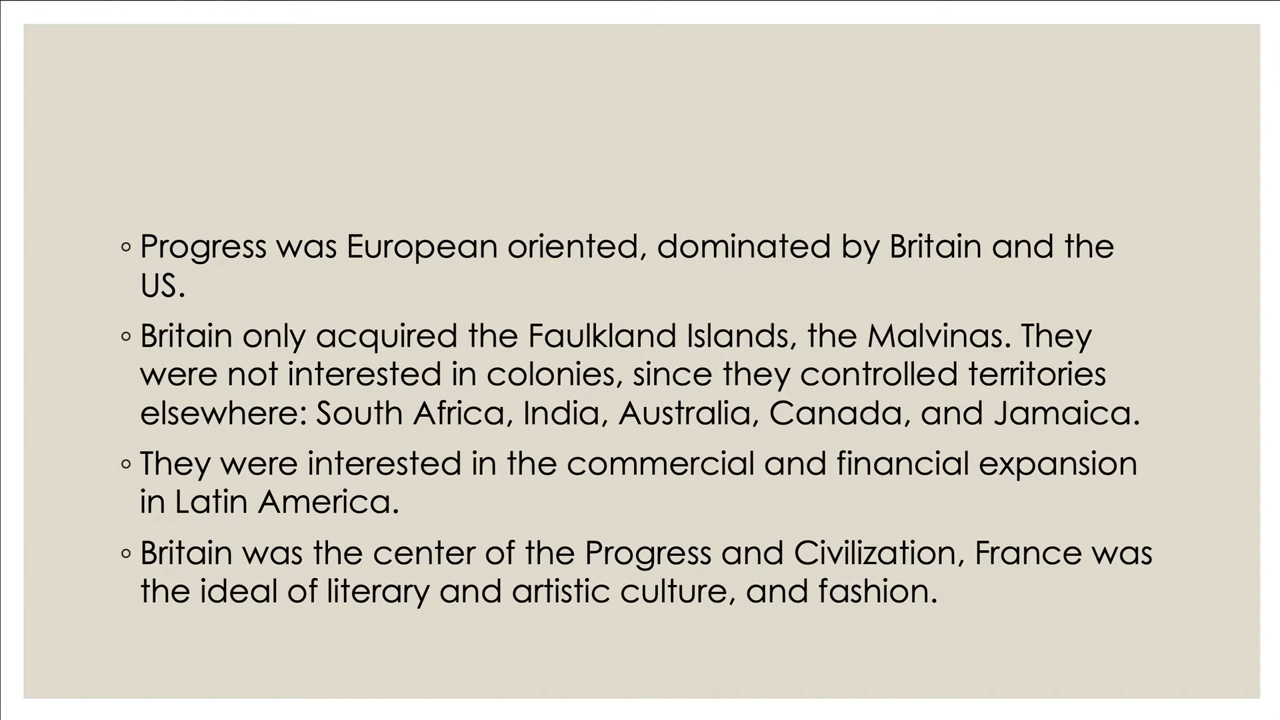 ◦ Progress was European oriented, dominated by Britain and the
US.
◦ Britain only acquired the Faulkland Islands, the Malvinas. They
were not interested in colonies, since they controlled territories
elsewhere: South Africa, India, Australia, Canada, and Jamaica.
◦ They were interested in the commercial and financial expansion
in Latin America.
◦ Britain was the center of the Progress and Civilization, France was
the ideal of literary and artistic culture, and fashion.